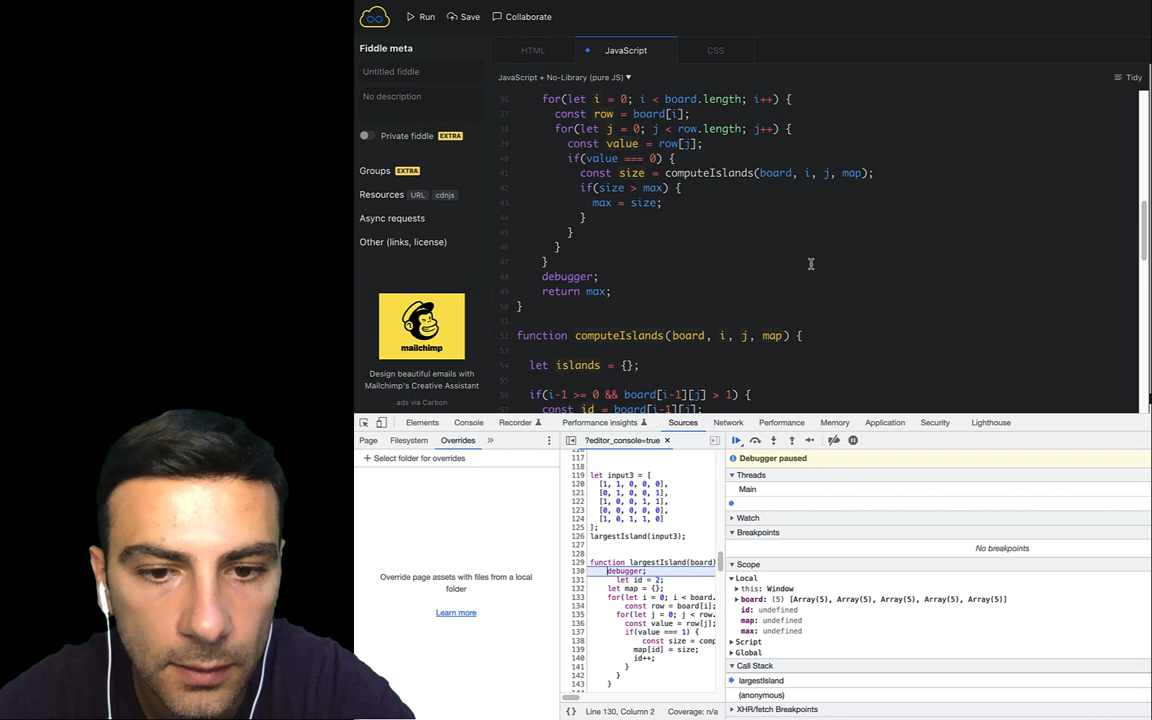 Run
Save
Collaborate
Fiddle meta
Untitled fiddle
No description
Private fiddle EXTRA
Groups EXTRA
Resources URL cdnjs
Async requests
Other (links, license)
mailchimp
Design beautiful emails with
Mailchimp's Creative Assistant
ads via Carbon
HTML
JavaScript
CSS
JavaScript + No-Library (pure JS) ▼
Tidy
36 for(let i = 0; i < board.length; i++) {
37 const row = board[i];
38 for(let j = 0; j < row.length; j++) {
39 const value = row[j];
40 if(value === 0) {
41 const size = computeIslands(board, i, j, map);
42 if(size > max) {
43 max = size;
44 }
45 }
46 }
47 }
48 debugger;
49 return max;
50 }
51
52 function computeIslands(board, i, j, map) {
53
54 let islands = {};
55
56 if(i-1 >= 0 && board[i-1][j] > 1) {
57 const id = board[i-1][j];
Elements
Console
Recorder
Performance insights
Sources
Network
Performance
Memory
Application
Security
Lighthouse
Page
Filesystem
Overrides
»
?editor_console=true ×
+ Select folder for overrides
Override page assets with files from a local
folder
Learn more
116
117
118
119 let input3 = [
120 [1, 1, 0, 0, 0],
121 [0, 1, 0, 0, 1],
122 [1, 0, 0, 1, 1],
123 [0, 0, 0, 0, 0],
124 [1, 0, 1, 1, 0]
125 ];
126 largestIsland(input3);
127
128
129 function largestIsland(board)
130 debugger;
131 let id = 2;
132 let map = {};
133 for(let i = 0; i < board.
134 const row = board[i];
135 for(let j = 0; j < row.
136 const value = row[j];
137 if(value === 1) {
138 const size = comp
139 map[id] = size;
140 id++;
141 }
142 }
143 }
{} Line 130, Column 2 Coverage: n/a
Debugger paused
Threads
Main
Watch
Breakpoints
No breakpoints
Scope
Local
this: Window
board: (5) [Array(5), Array(5), Array(5), Array(5), Array(5)]
id: undefined
map: undefined
max: undefined
Script
Global
Call Stack
largestIsland
(anonymous)
XHR/fetch Breakpoints